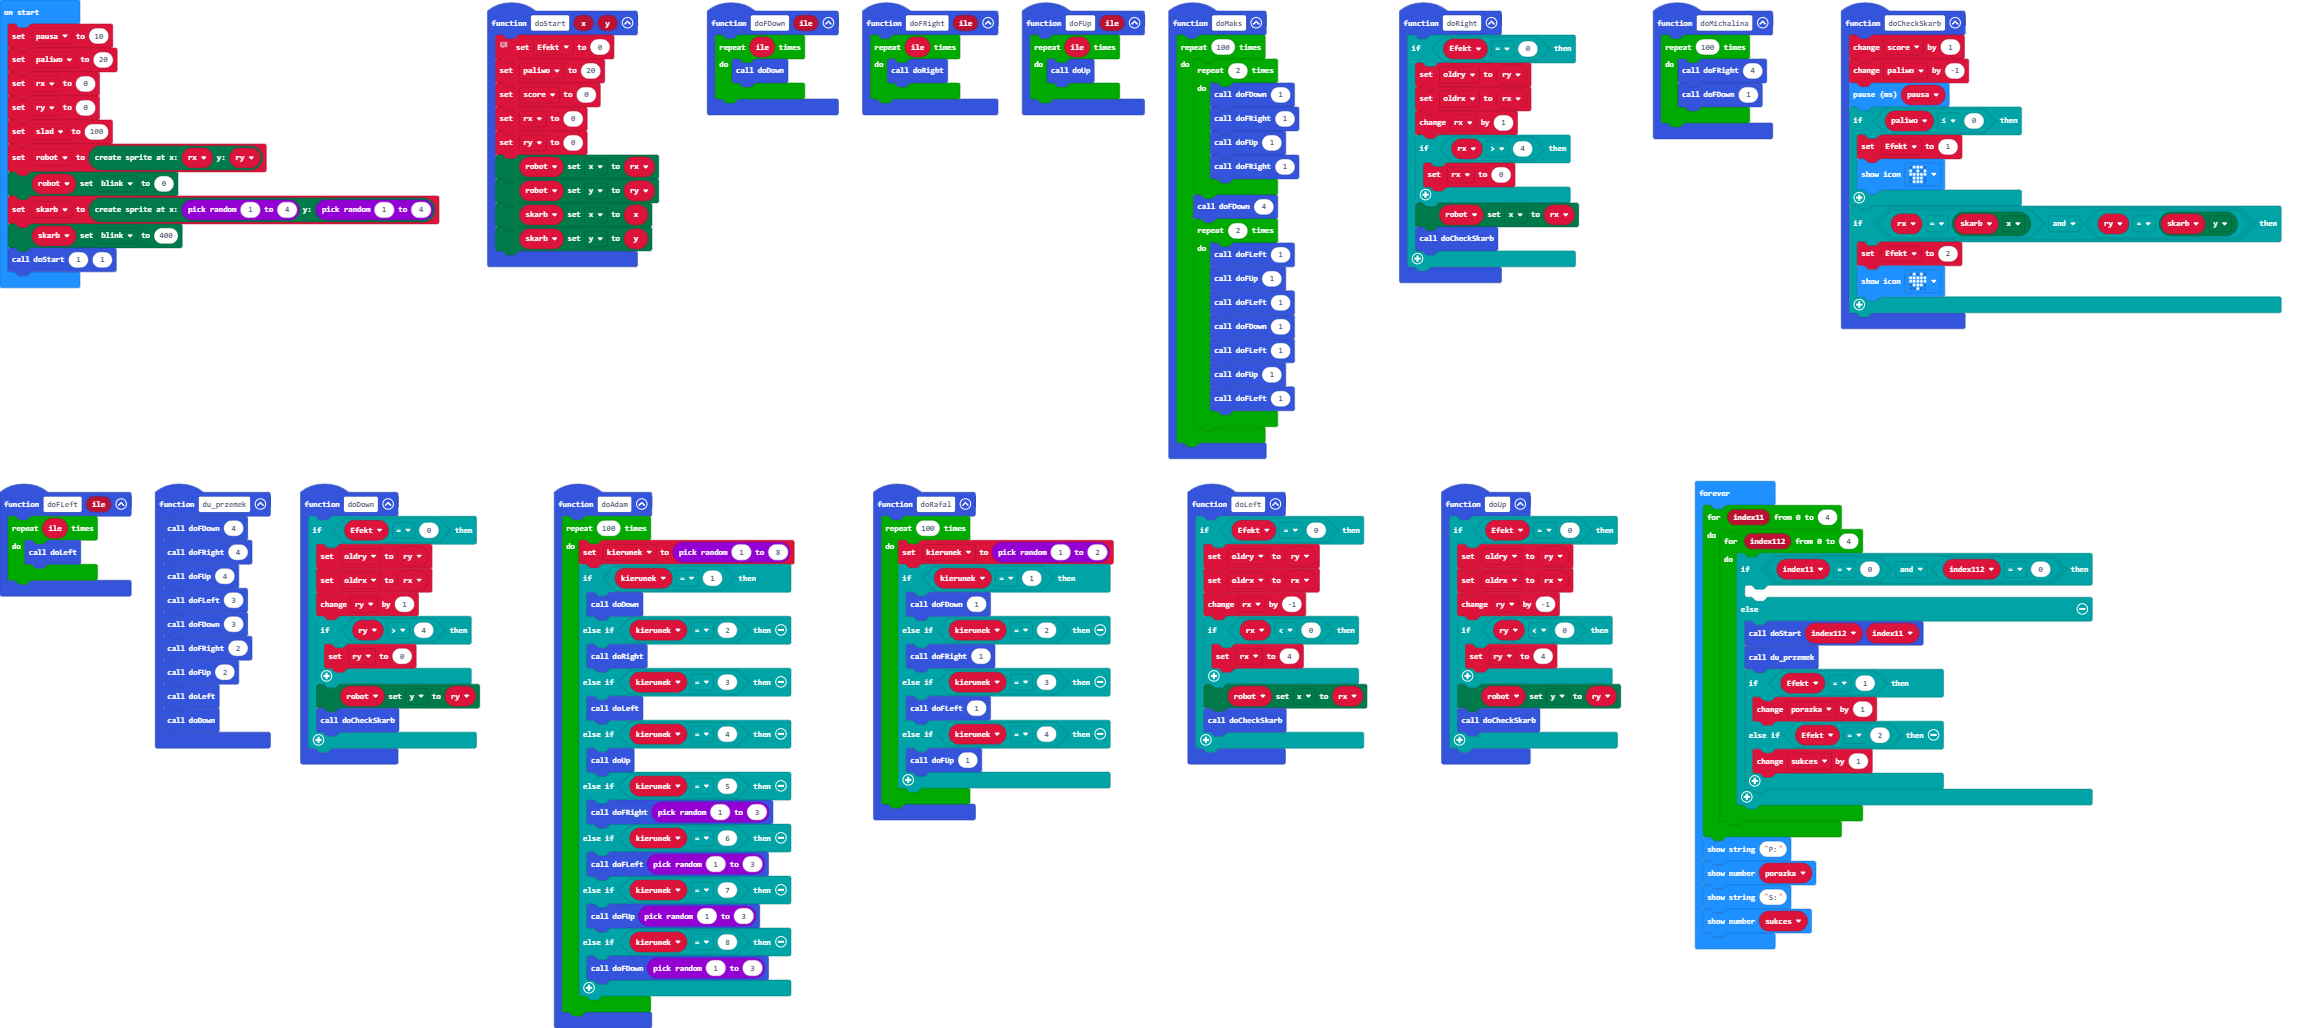 on start
set pausa to 10
set paliwo to 20
set rx to 0
set ry to 0
set slad to 100
set robot to create sprite at x: rx y: ry
robot set blink to 0
set skarb to create sprite at x: pick random 1 to 4 y: pick random 1 to 4
skarb set blink to 400
call doStart 1 1
function doStart x y
set Efekt to 0
set paliwo to 20
set score to 0
set rx to 0
set ry to 0
robot set x to rx
robot set y to ry
skarb set x to x
skarb set y to y
function doFDown ile
repeat ile times
do call doDown
function doFRight ile
repeat ile times
do call doRight
function doFUp ile
repeat ile times
do call doUp
function doMaks
repeat 100 times
do repeat 2 times
do call doFDown 1
call doFRight 1
call doFUp 1
call doFRight 1
call doFDown 4
repeat 2 times
do call doFLeft 1
call doFUp 1
call doFLeft 1
call doFDown 1
call doFLeft 1
call doFUp 1
call doFLeft 1
function doRight
if Efekt = 0 then
set oldry to ry
set oldrx to rx
change rx by 1
if rx > 4 then
set rx to 0
robot set x to rx
call doCheckSkarb
function doMichalina
repeat 100 times
do call doFRight 4
call doFDown 1
function doCheckSkarb
change score by 1
change paliwo by -1
pause (ms) pausa
if paliwo ≤ 0 then
set Efekt to 1
show icon
if rx = skarb x and ry = skarb y then
set Efekt to 2
show icon
function doFLeft ile
repeat ile times
do call doLeft
function du_przemek
call doFDown 4
call doFRight 4
call doFUp 4
call doFLeft 3
call doFDown 3
call doFRight 2
call doFUp 2
call doLeft
call doDown
function doDown
if Efekt = 0 then
set oldry to ry
set oldrx to rx
change ry by 1
if ry > 4 then
set ry to 0
robot set y to ry
call doCheckSkarb
function doAdam
repeat 100 times
do set kierunek to pick random 1 to 8
if kierunek = 1 then
call doDown
else if kierunek = 2 then
call doRight
else if kierunek = 3 then
call doLeft
else if kierunek = 4 then
call doUp
else if kierunek = 5 then
call doFRight pick random 1 to 3
else if kierunek = 6 then
call doFLeft pick random 1 to 3
else if kierunek = 7 then
call doFUp pick random 1 to 3
else if kierunek = 8 then
call doFDown pick random 1 to 3
function doRafal
repeat 100 times
do set kierunek to pick random 1 to 2
if kierunek = 1 then
call doFDown 1
else if kierunek = 2 then
call doFRight 1
else if kierunek = 3 then
call doFLeft 1
else if kierunek = 4 then
call doFUp 1
function doLeft
if Efekt = 0 then
set oldry to ry
set oldrx to rx
change rx by -1
if rx < 0 then
set rx to 4
robot set x to rx
call doCheckSkarb
function doUp
if Efekt = 0 then
set oldry to ry
set oldrx to rx
change ry by -1
if ry < 0 then
set ry to 4
robot set y to ry
call doCheckSkarb
forever
for index11 from 0 to 4
do for index112 from 0 to 4
do if index11 = 0 and index112 = 0 then
else
call doStart index112 index11
call du_przemek
if Efekt = 1 then
change porazka by 1
else if Efekt = 2 then
change sukces by 1
show string "P:"
show number porazka
show string "S:"
show number sukces